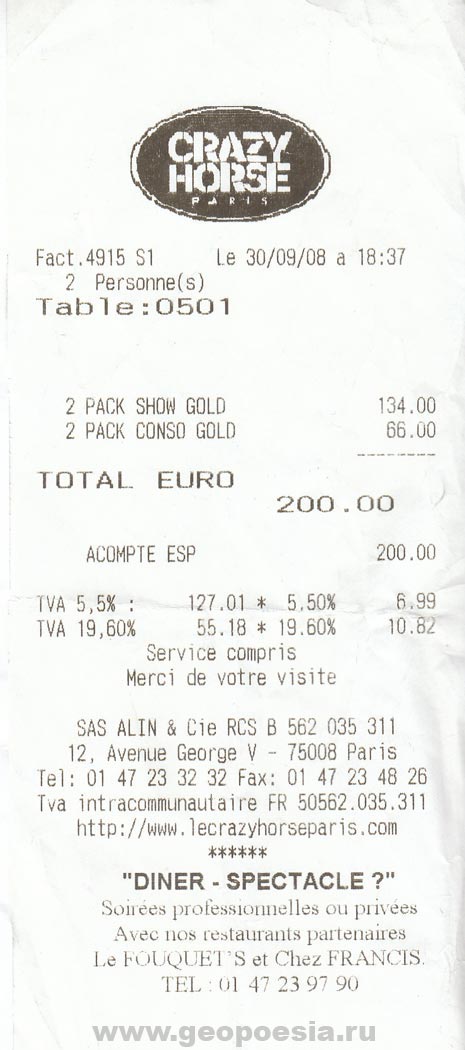 CRAZY
HORSE
PARIS
Fact.4915 S1 Le 30/09/08 a 18:37
2 Personne(s)
Table:0501
2 PACK SHOW GOLD 134.00
2 PACK CONSO GOLD 66.00
--------
TOTAL EURO
200.00
ACOMPTE ESP 200.00
TVA 5,5% : 127.01 * 5.50% 6.99
TVA 19,60% 55.18 * 19.60% 10.82
Service compris
Merci de votre visite
SAS ALIN & Cie RCS B 562 035 311
12, Avenue George V - 75008 Paris
Tel: 01 47 23 32 32 Fax: 01 47 23 48 26
Tva intracommunautaire FR 50562.035.311
http://www.lecrazyhorseparis.com
******
"DINER - SPECTACLE ?"
Soirées professionnelles ou privées
Avec nos restaurants partenaires
Le FOUQUET'S et Chez FRANCIS.
TEL : 01 47 23 97 90
www.geopoesia.ru